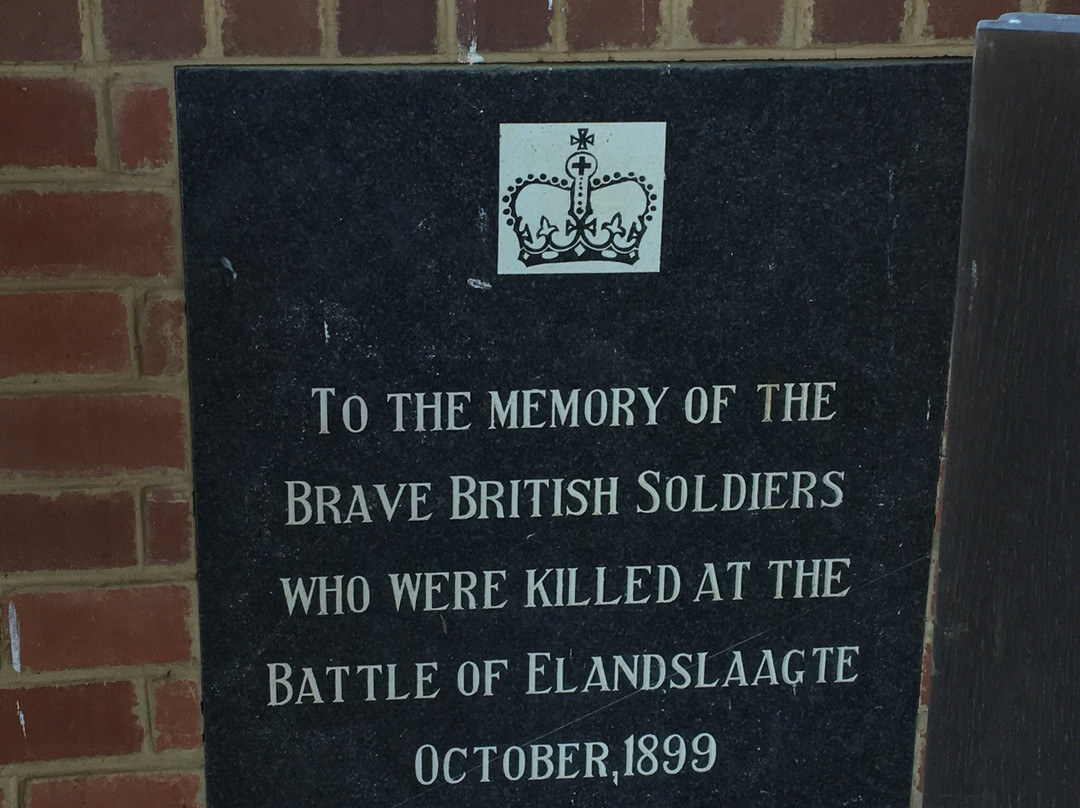 To the memory of the
Brave British Soldiers
who were killed at the
Battle of Elandslaagte
October, 1899